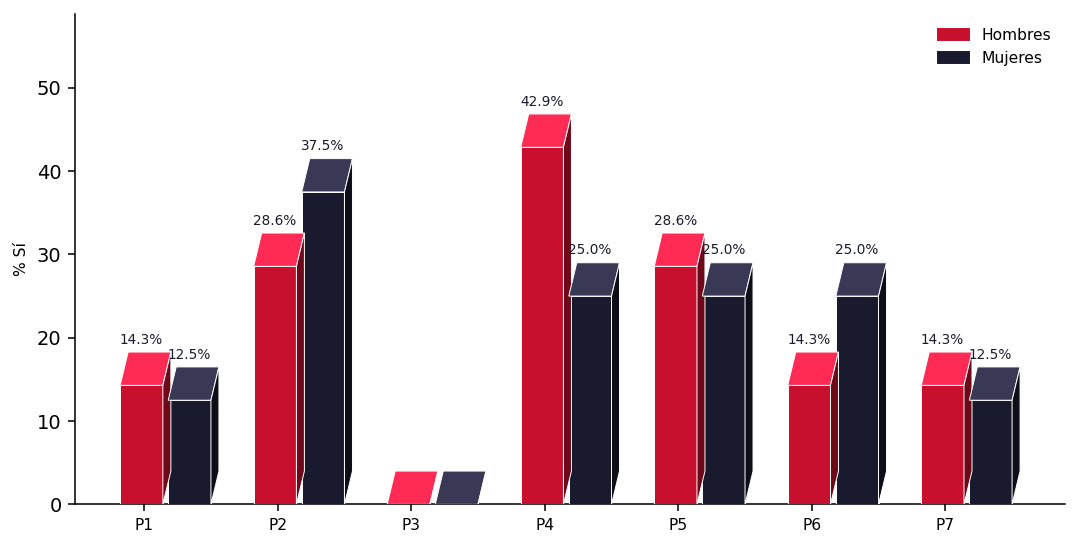 Hombres
Mujeres
% Sí
50
40
30
20
10
0
14.3%
12.5%
28.6%
37.5%
42.9%
25.0%
28.6%
25.0%
14.3%
25.0%
14.3%
12.5%
P1
P2
P3
P4
P5
P6
P7